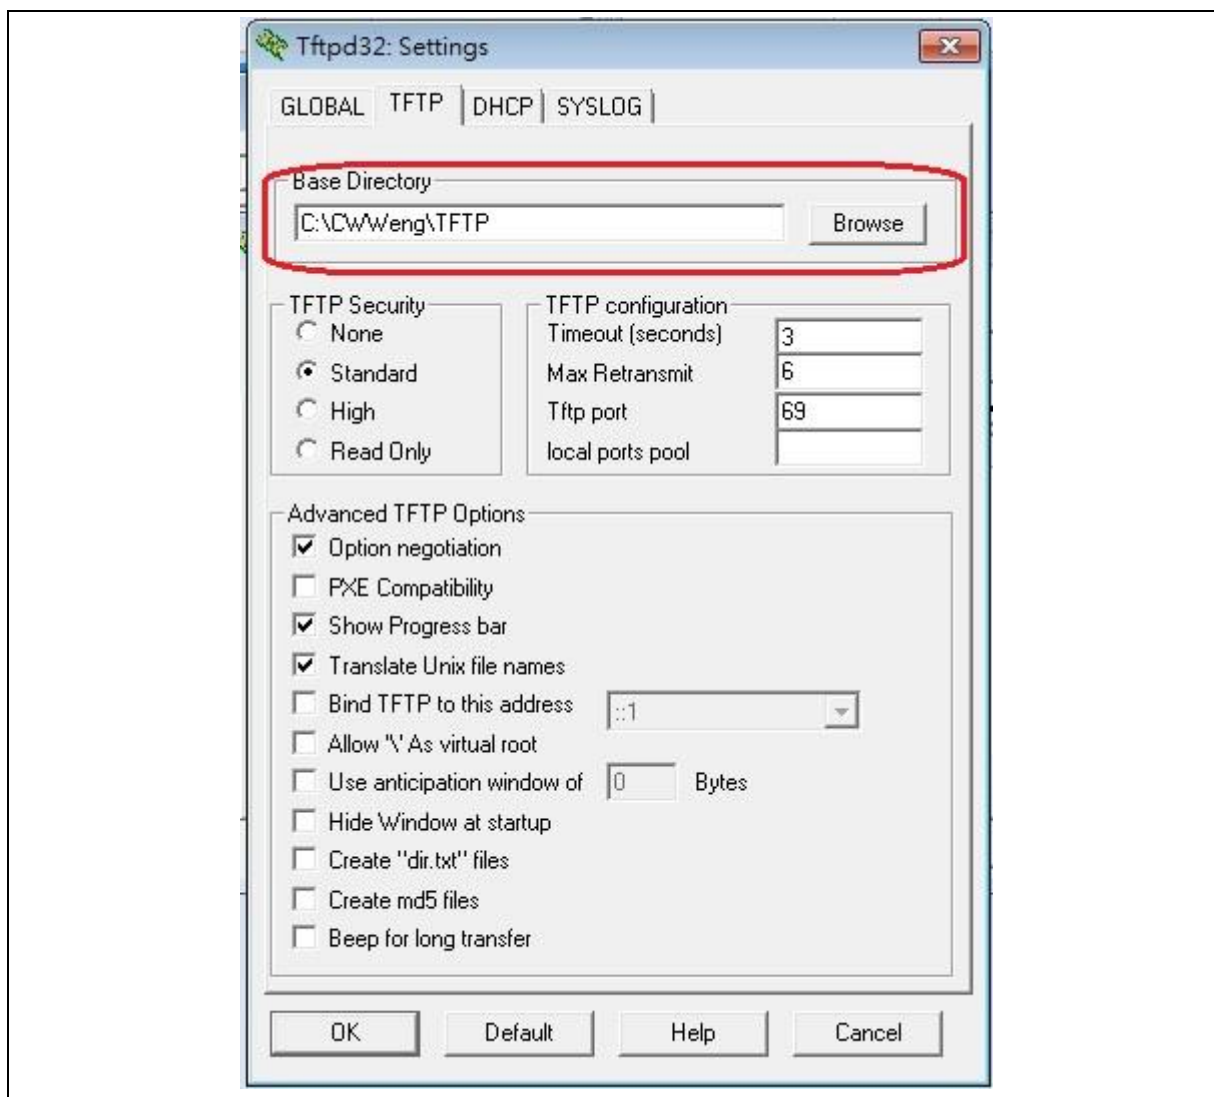 Tftpd32: Settings
GLOBAL TFTP DHCP SYSLOG
Base Directory
C:\CWWeng\TFTP Browse
TFTP Security
None
Standard
High
Read Only
TFTP configuration
Timeout (seconds) 3
Max Retransmit 6
Tftp port 69
local ports pool
Advanced TFTP Options
Option negotiation
PXE Compatibility
Show Progress bar
Translate Unix file names
Bind TFTP to this address ::1
Allow '\' As virtual root
Use anticipation window of 0 Bytes
Hide Window at startup
Create "dir.txt" files
Create md5 files
Beep for long transfer
OK Default Help Cancel